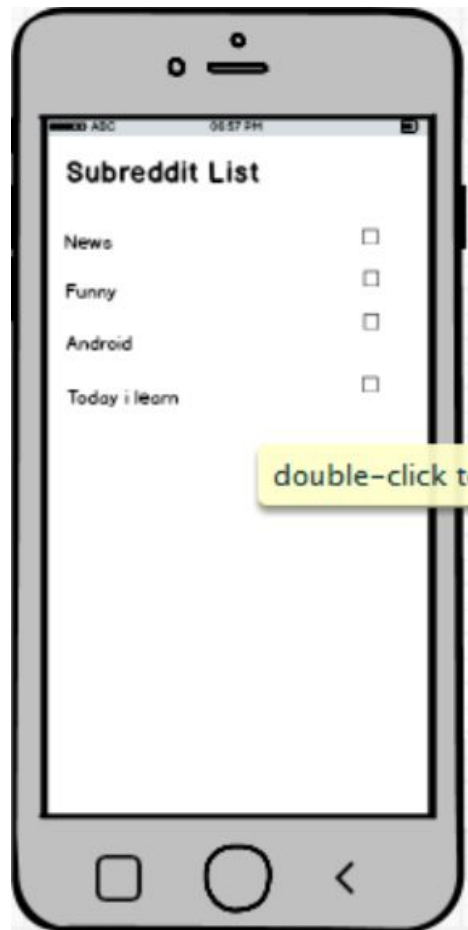 ABC 06:57 PM
Subreddit List
News
Funny
Android
Today i learn
double-click t